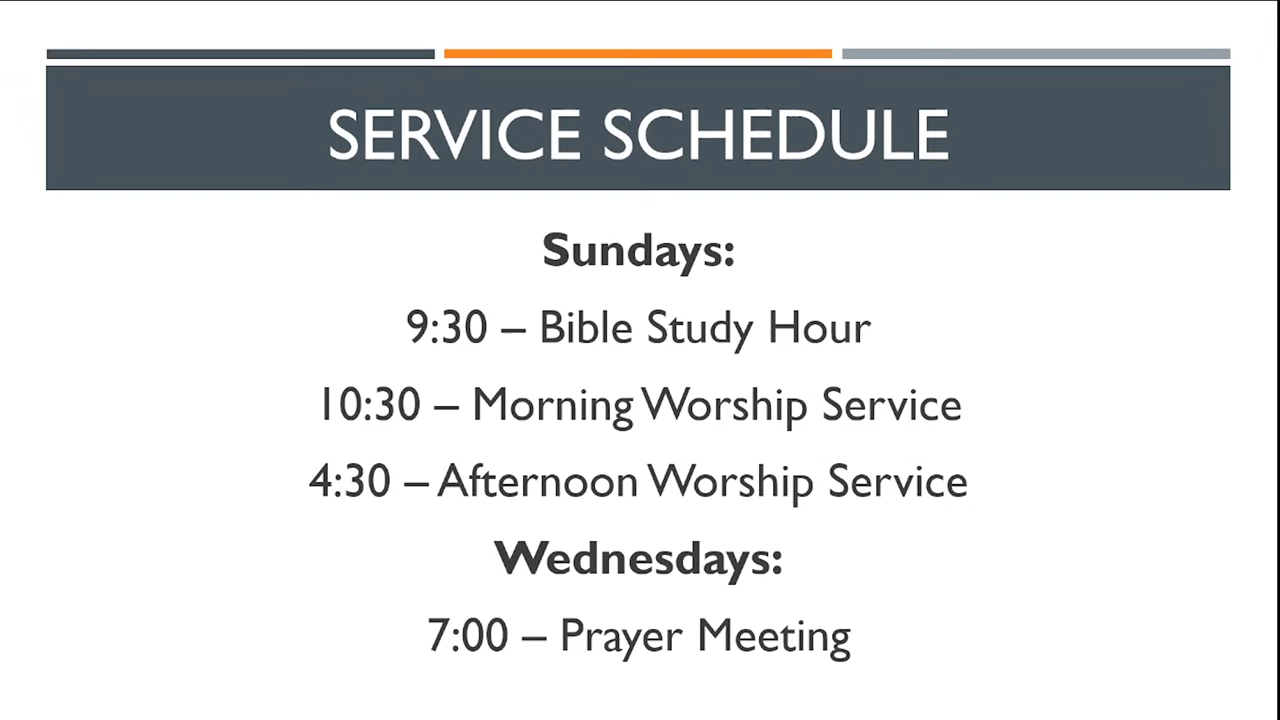 SERVICE SCHEDULE
Sundays:
9:30 – Bible Study Hour
10:30 – Morning Worship Service
4:30 – Afternoon Worship Service
Wednesdays:
7:00 – Prayer Meeting